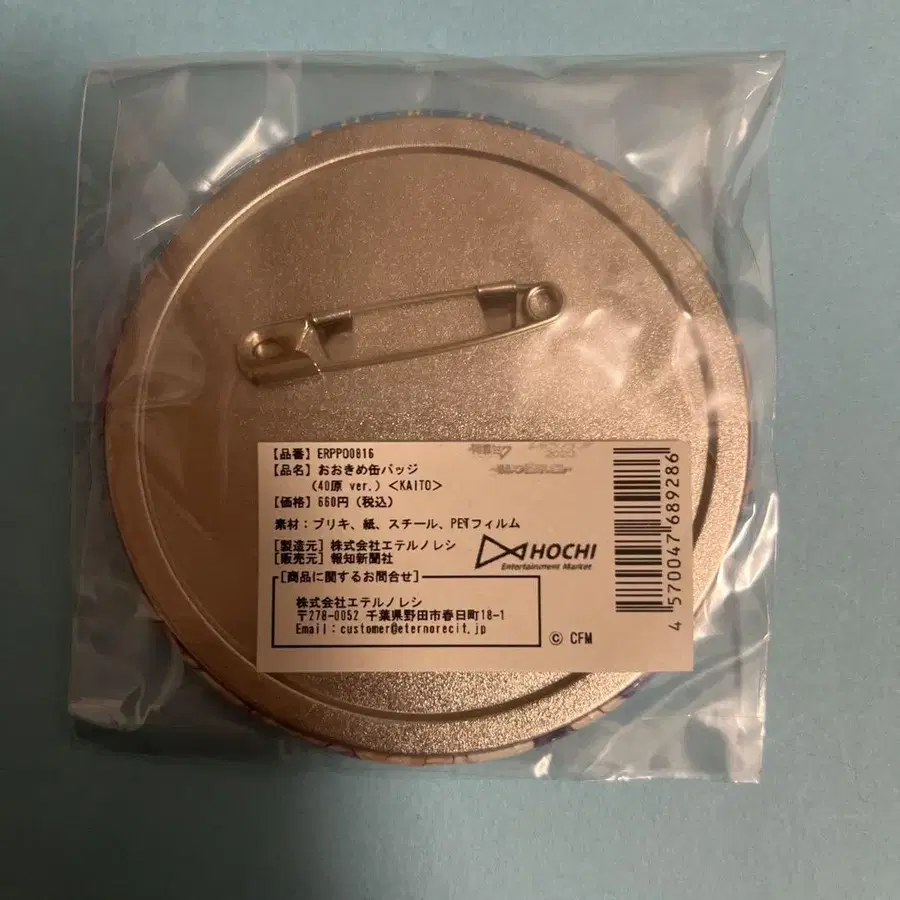 【品番】ERPPO0816
【品名】おおきめ缶バッジ
（40原 ver.）＜KAITO＞
【価格】660円（税込）
素材：ブリキ、紙、スチール、PETフィルム
【製造元】株式会社エテルノレシ
【販売元】報知新聞社
HOCHI
Entertainment Market
[商品に関するお問合せ]
株式会社エテルノレシ
〒278-0052 千葉県野田市春日町18-1
Email：customer@eternorecit.jp
© CFM
4 570047 689286